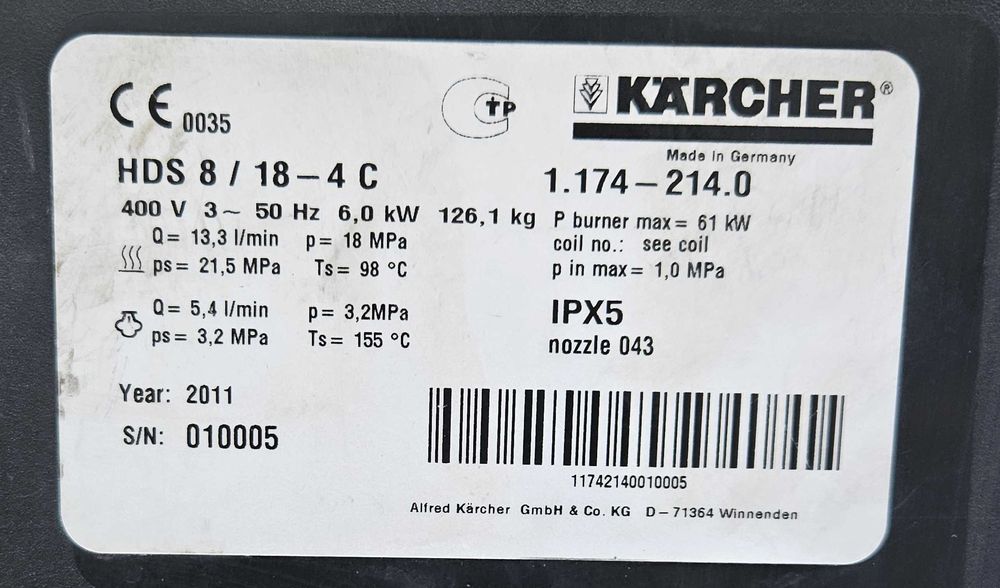 CE 0035
KÄRCHER®
Made in Germany
HDS 8 / 18-4 C
1.174-214.0
400 V 3~ 50 Hz 6,0 kW 126,1 kg
P burner max= 61 kW
Q= 13,3 l/min p= 18 MPa
coil no.: see coil
ps= 21,5 MPa Ts= 98 °C
p in max= 1,0 MPa
Q= 5,4 l/min p= 3,2MPa
IPX5
ps= 3,2 MPa Ts= 155 °C
nozzle 043
Year: 2011
S/N: 010005
11742140010005
Alfred Kärcher GmbH & Co. KG D-71364 Winnenden